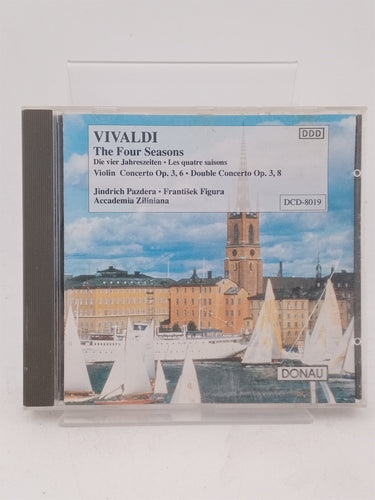 VIVALDI
DDD
The Four Seasons
Die vier Jahreszeiten • Les quatre saisons
Violin Concerto Op. 3, 6 • Double Concerto Op. 3, 8
Jindrich Pazdera • František Figura
Accademia Ziliniana
DCD-8019
DONAU